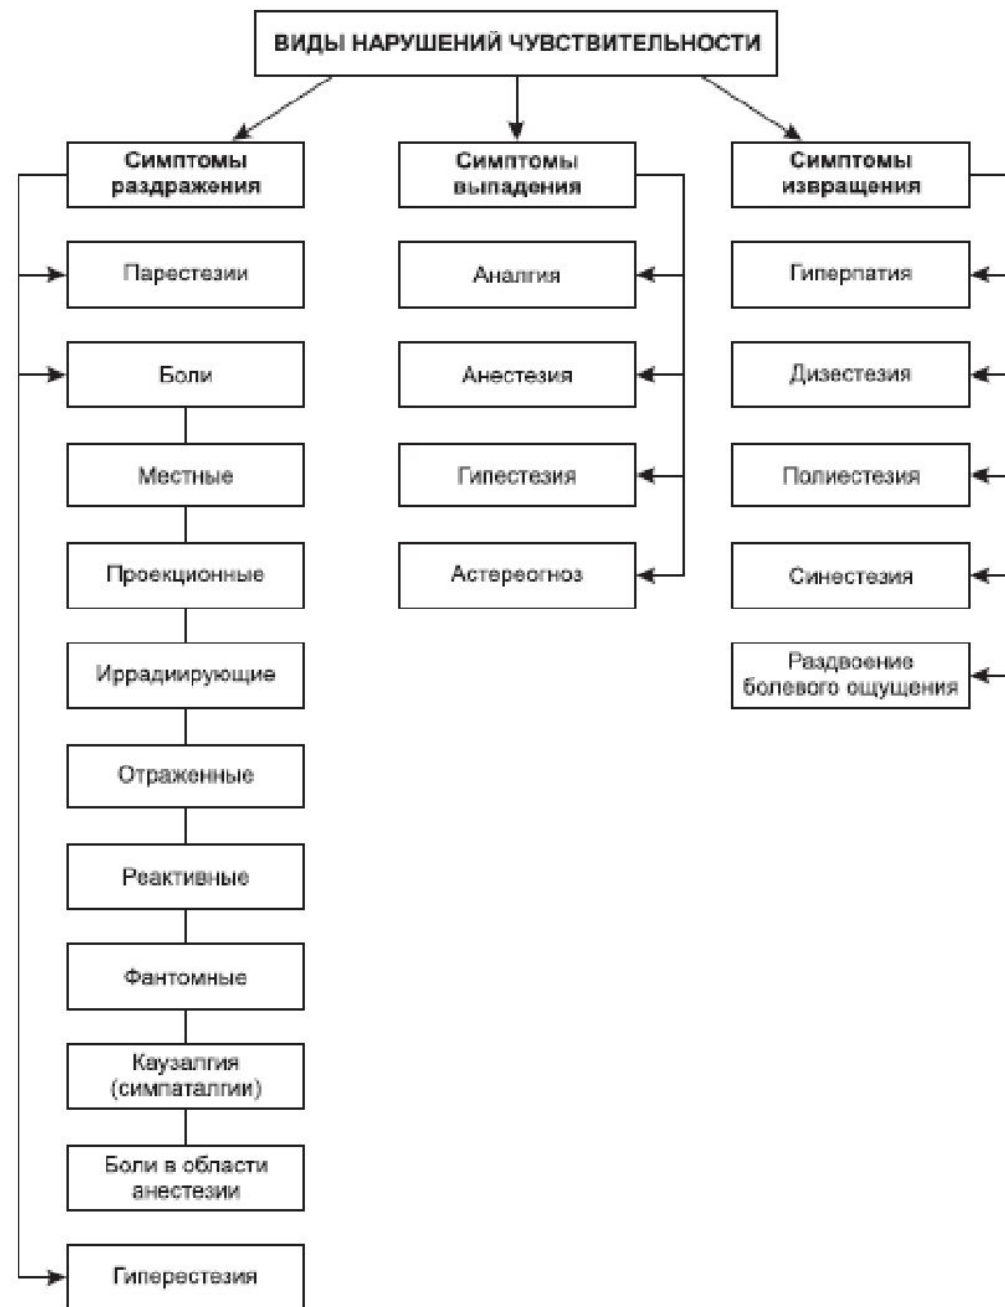 ВИДЫ НАРУШЕНИЙ ЧУВСТВИТЕЛЬНОСТИ
Симптомы
раздражения
Парестезии
Боли
Местные
Проекционные
Иррадиирующие
Отраженные
Реактивные
Фантомные
Каузалгия
(симпаталгии)
Боли в области
анестезии
Гиперестезия
Симптомы
выпадения
Аналгия
Анестезия
Гипестезия
Астереогноз
Симптомы
извращения
Гиперпатия
Дизестезия
Полиестезия
Синестезия
Раздвоение
болевого ощущения